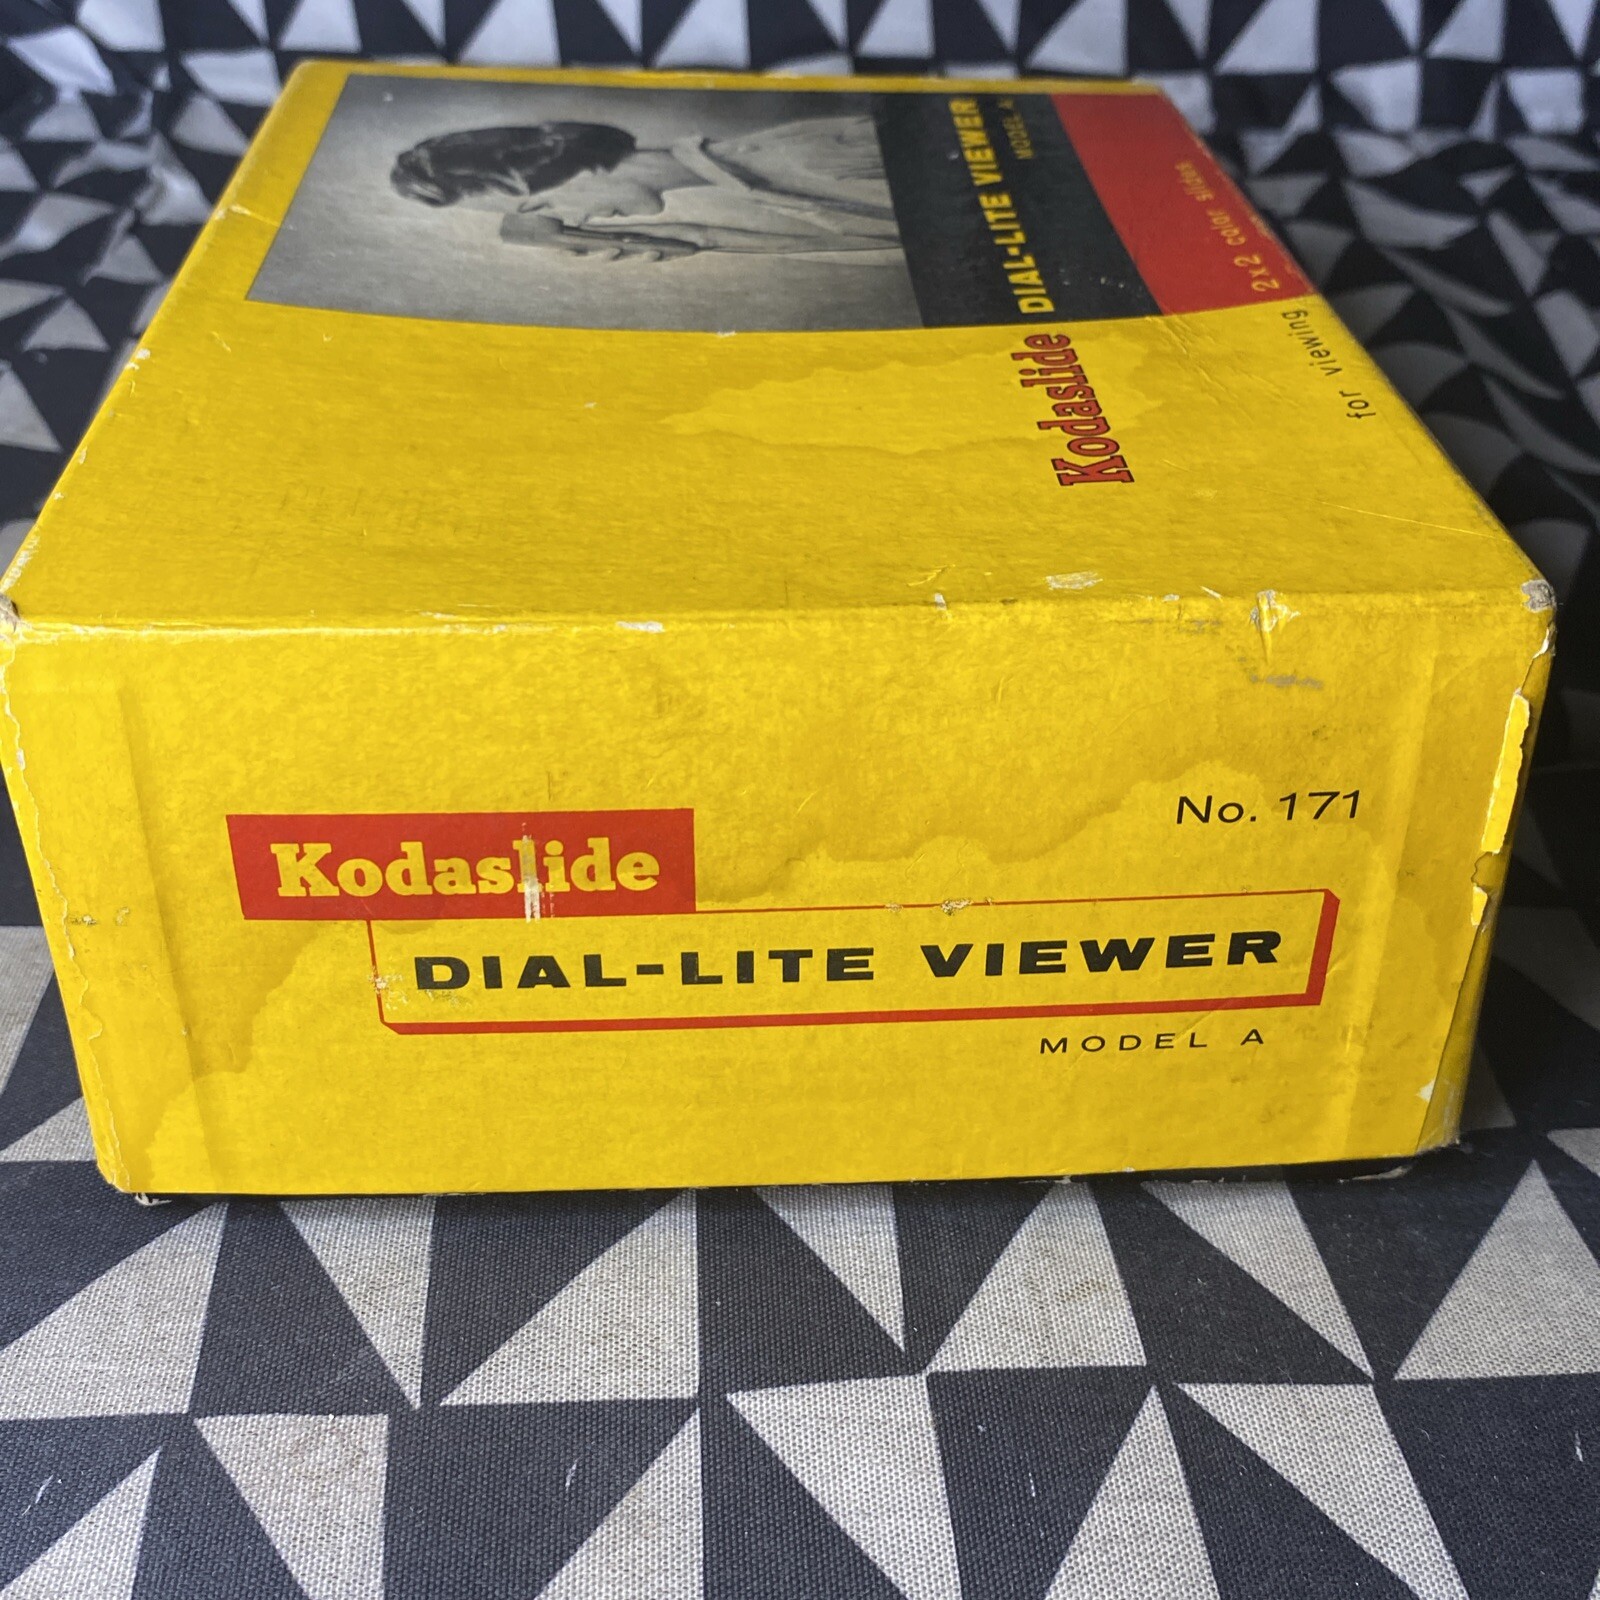 Kodaslide DIAL-LITE VIEWER
MODEL A
for viewing 2x2 color slides
No. 171
Kodaslide
DIAL-LITE VIEWER
MODEL A